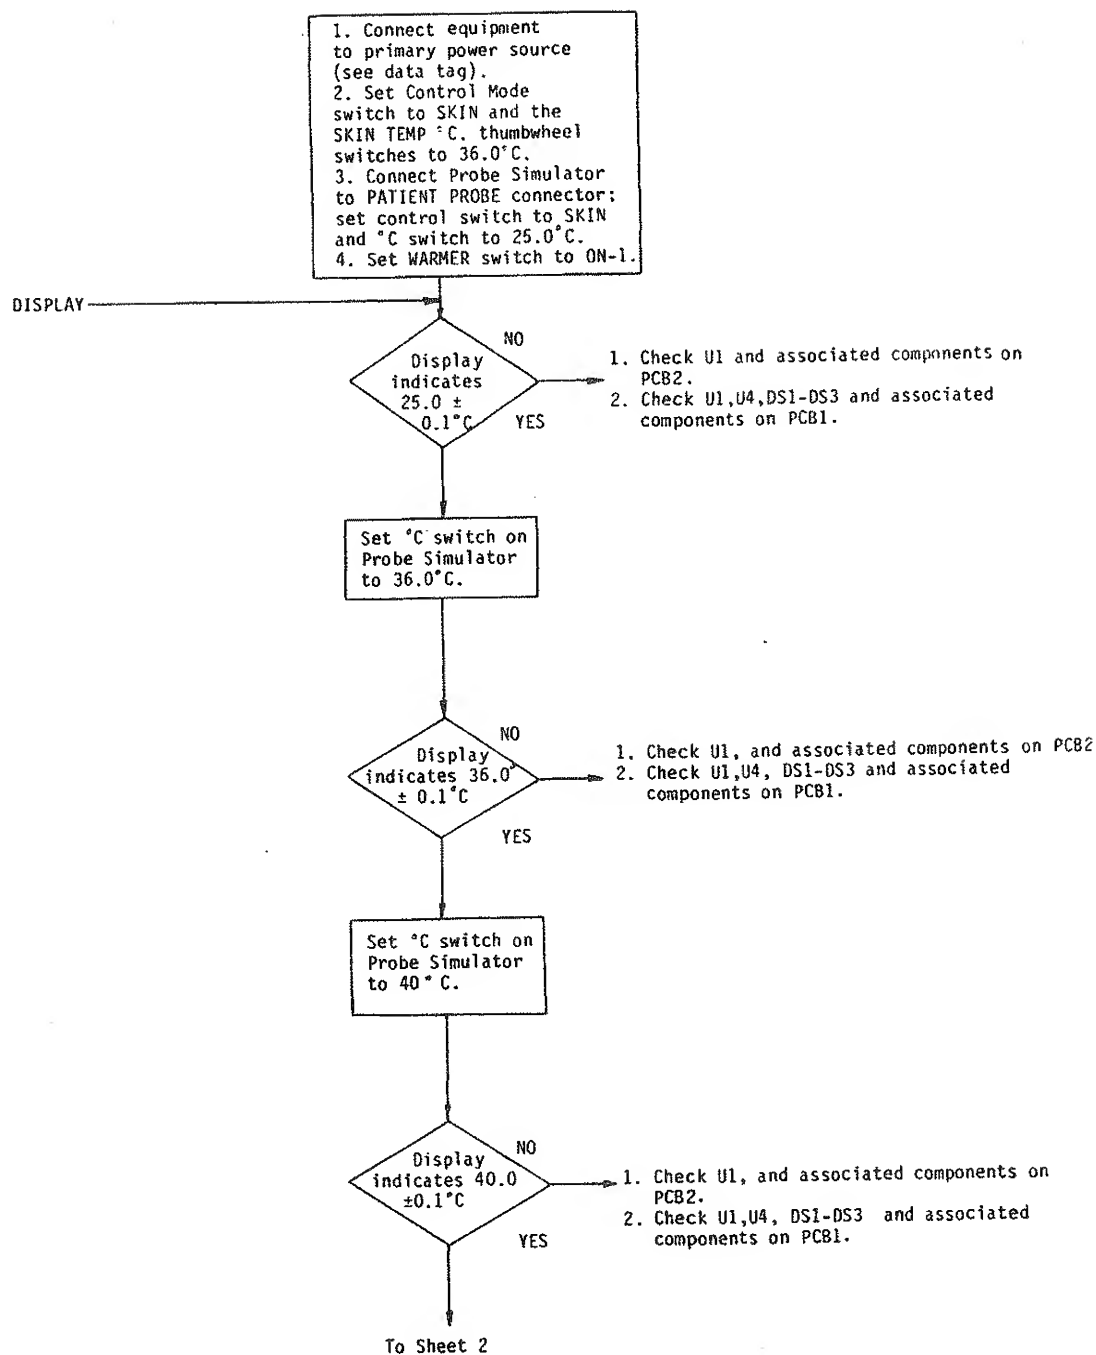 1. Connect equipment
to primary power source
(see data tag).
2. Set Control Mode
switch to SKIN and the
SKIN TEMP °C. thumbwheel
switches to 36.0°C.
3. Connect Probe Simulator
to PATIENT PROBE connector;
set control switch to SKIN
and °C switch to 25.0°C.
4. Set WARMER switch to ON-1.
DISPLAY
NO
Display
indicates
25.0 ±
0.1°C
YES
1. Check U1 and associated components on
PCB2.
2. Check U1,U4,DS1-DS3 and associated
components on PCB1.
Set °C switch on
Probe Simulator
to 36.0°C.
NO
Display
indicates 36.0°
± 0.1°C
YES
1. Check U1, and associated components on PCB2
2. Check U1,U4, DS1-DS3 and associated
components on PCB1.
Set °C switch on
Probe Simulator
to 40° C.
NO
Display
indicates 40.0
±0.1°C
YES
1. Check U1, and associated components on
PCB2.
2. Check U1,U4, DS1-DS3 and associated
components on PCB1.
To Sheet 2